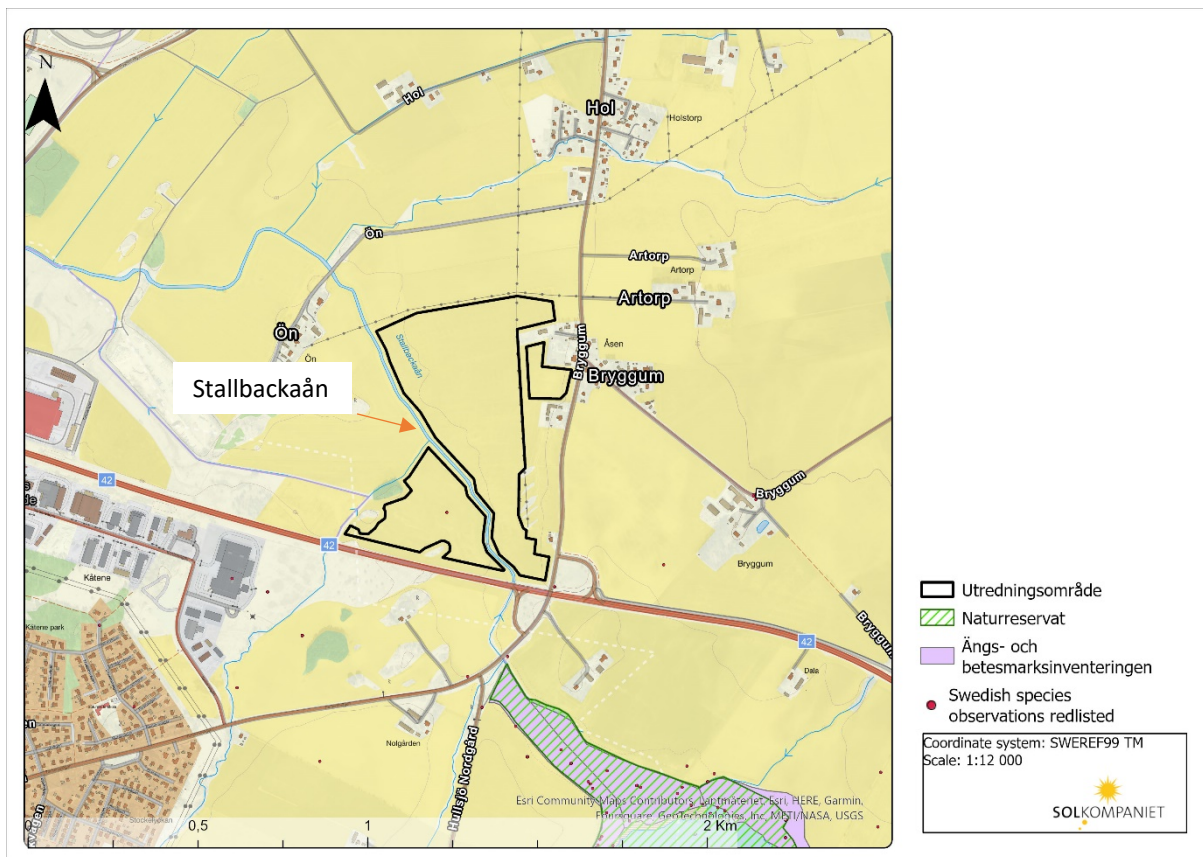 N
Hol
Hol
Holstorp
Ön
Artorp
Artorp
Artorp
Ön
Ön
Stallbackaån
Åsen
Bryggum
Bryggum
Stallbackaån
42
Bryggum
Bryggum
Bryggum
42
Kåtene
Kåtene park
42
Dala
Nolgården
Hullsjö Nordgård
Utredningsområde
Naturreservat
Ängs- och
betesmarksinventeringen
Swedish species
observations redlisted
Coordinate system: SWEREF99 TM
Scale: 1:12 000
SOLKOMPANIET
Esri Community Maps Contributors, Lantmäteriet, Esri, HERE, Garmin,
Foursquare, GeoTechnologies, Inc, METI/NASA, USGS
0,5
1
2 Km